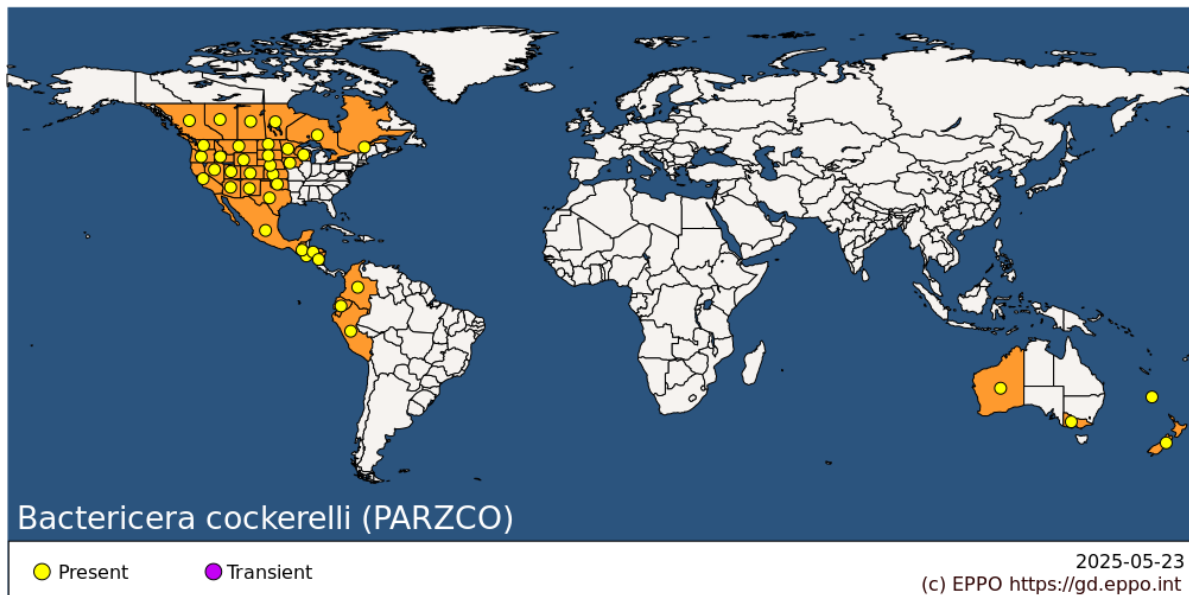 Bactericera cockerelli (PARZCO)
Present
Transient
2025-05-23
(c) EPPO https://gd.eppo.int